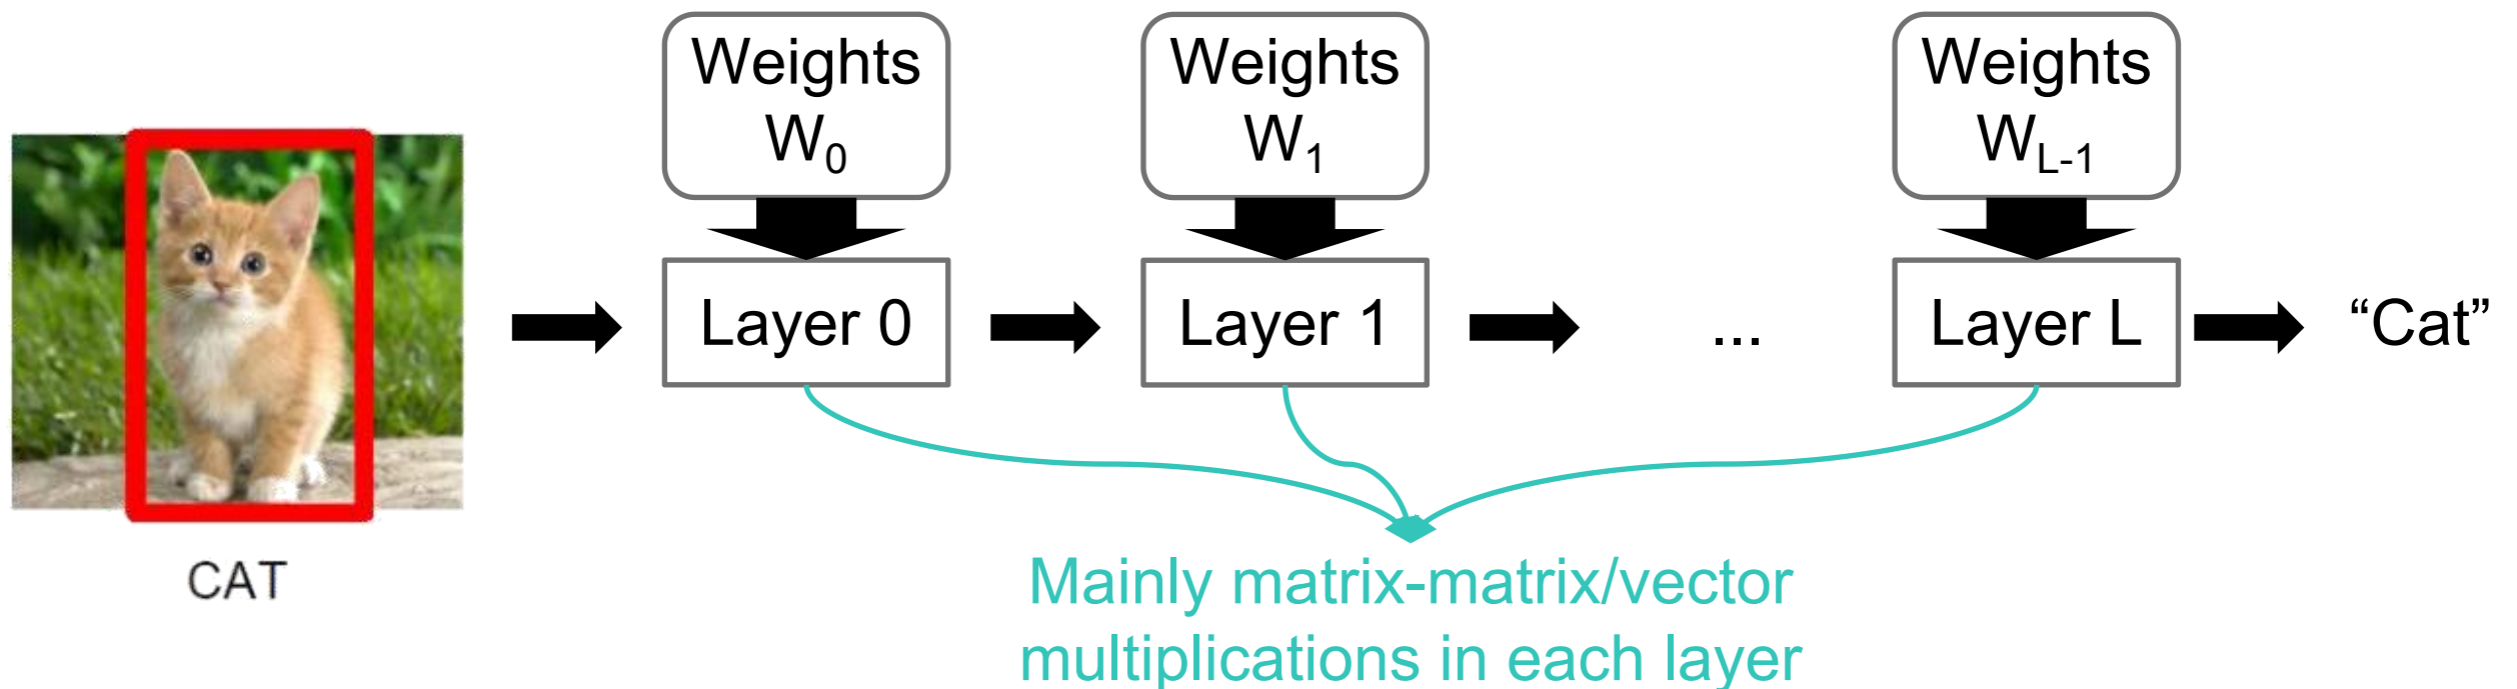 Weights
W0
Weights
W1
Weights
WL-1
Layer 0
Layer 1
...
Layer L
“Cat”
CAT
Mainly matrix-matrix/vector
multiplications in each layer